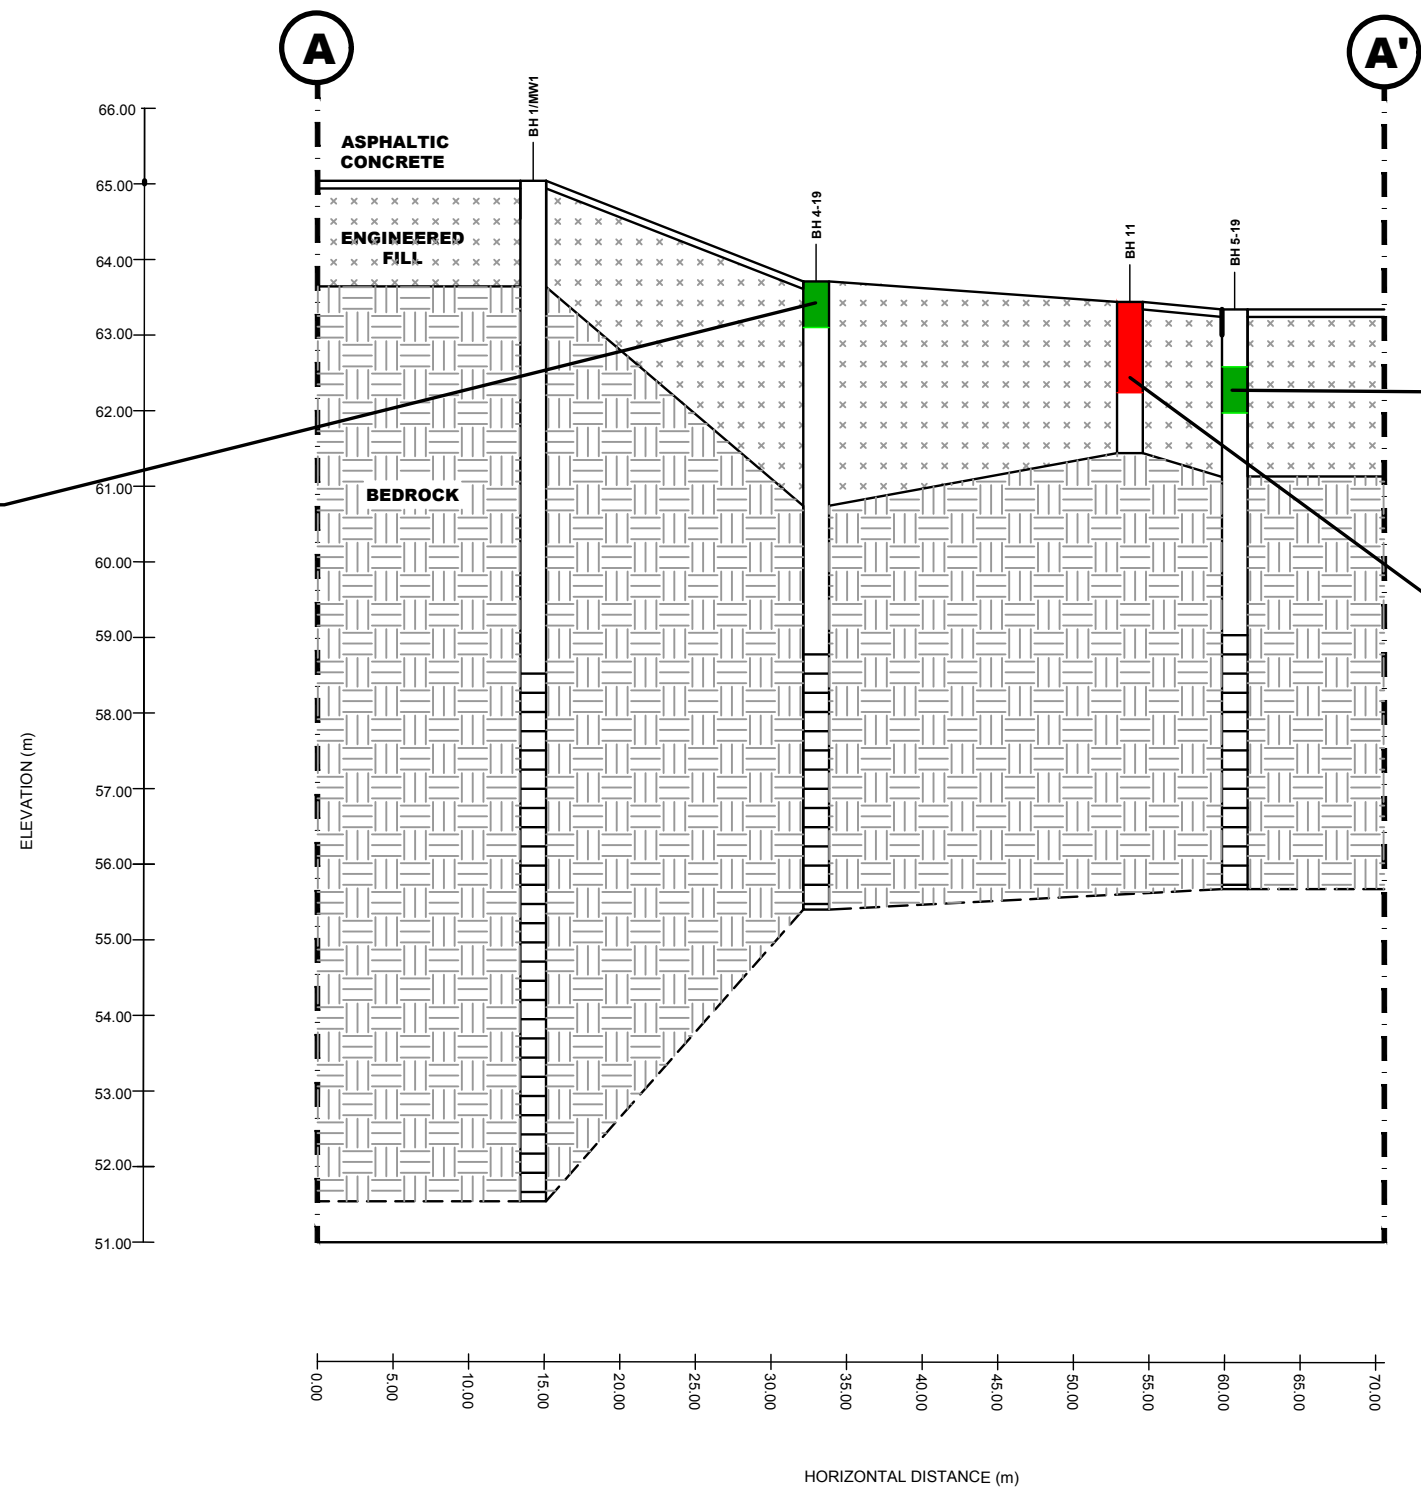 A
A'
BH 1/MW1
BH 4-19
BH 11
BH 5-19
66.00
65.00
64.00
63.00
62.00
61.00
60.00
59.00
58.00
57.00
56.00
55.00
54.00
53.00
52.00
51.00
ELEVATION (m)
ASPHALTIC
CONCRETE
ENGINEERED
FILL
BEDROCK
0.00
5.00
10.00
15.00
20.00
25.00
30.00
35.00
40.00
45.00
50.00
55.00
60.00
65.00
70.00
HORIZONTAL DISTANCE (m)